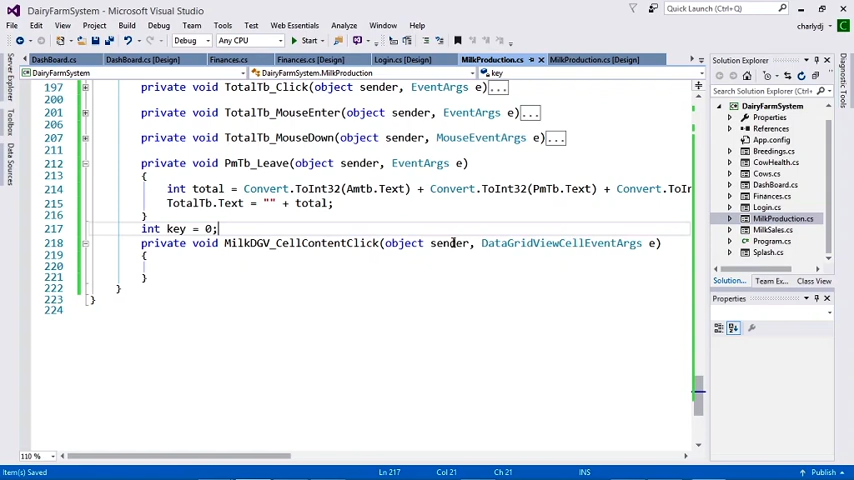 DairyFarmSystem - Microsoft Visual Studio
Quick Launch (Ctrl+Q)
File Edit View Project Build Debug Team Tools Test Web Essentials Analyze Window Help
charlydj
Debug Any CPU Start
DashBoard.cs DashBoard.cs [Design] Finances.cs Finances.cs [Design] Login.cs [Design] MilkProduction.cs MilkProduction.cs [Design]
DairyFarmSystem DairyFarmSystem.MilkProduction key
Server Explorer
Toolbox
Data Sources
197 private void TotalTb_Click(object sender, EventArgs e)...
200
201 private void TotalTb_MouseEnter(object sender, EventArgs e)...
206
207 private void TotalTb_MouseDown(object sender, MouseEventArgs e)...
211
212 private void PmTb_Leave(object sender, EventArgs e)
213 {
214 int total = Convert.ToInt32(Amtb.Text) + Convert.ToInt32(PmTb.Text) + Convert.ToIn
215 TotalTb.Text = "" + total;
216 }
217 int key = 0;
218 private void MilkDGV_CellContentClick(object sender, DataGridViewCellEventArgs e)
219 {
220
221 }
222 }
223 }
224
110 %
Solution Explorer
Search Solution Explorer (Ctrl+;)
DairyFarmSystem
Properties
References
App.config
Breedings.cs
CowHealth.cs
Cows.cs
DashBoard.cs
Finances.cs
Login.cs
MilkProduction.cs
MilkSales.cs
Program.cs
Splash.cs
Solution... Team Ex... Class View
Properties
Diagnostic Tools
Item(s) Saved Ln 217 Col 21 Ch 21 INS Publish